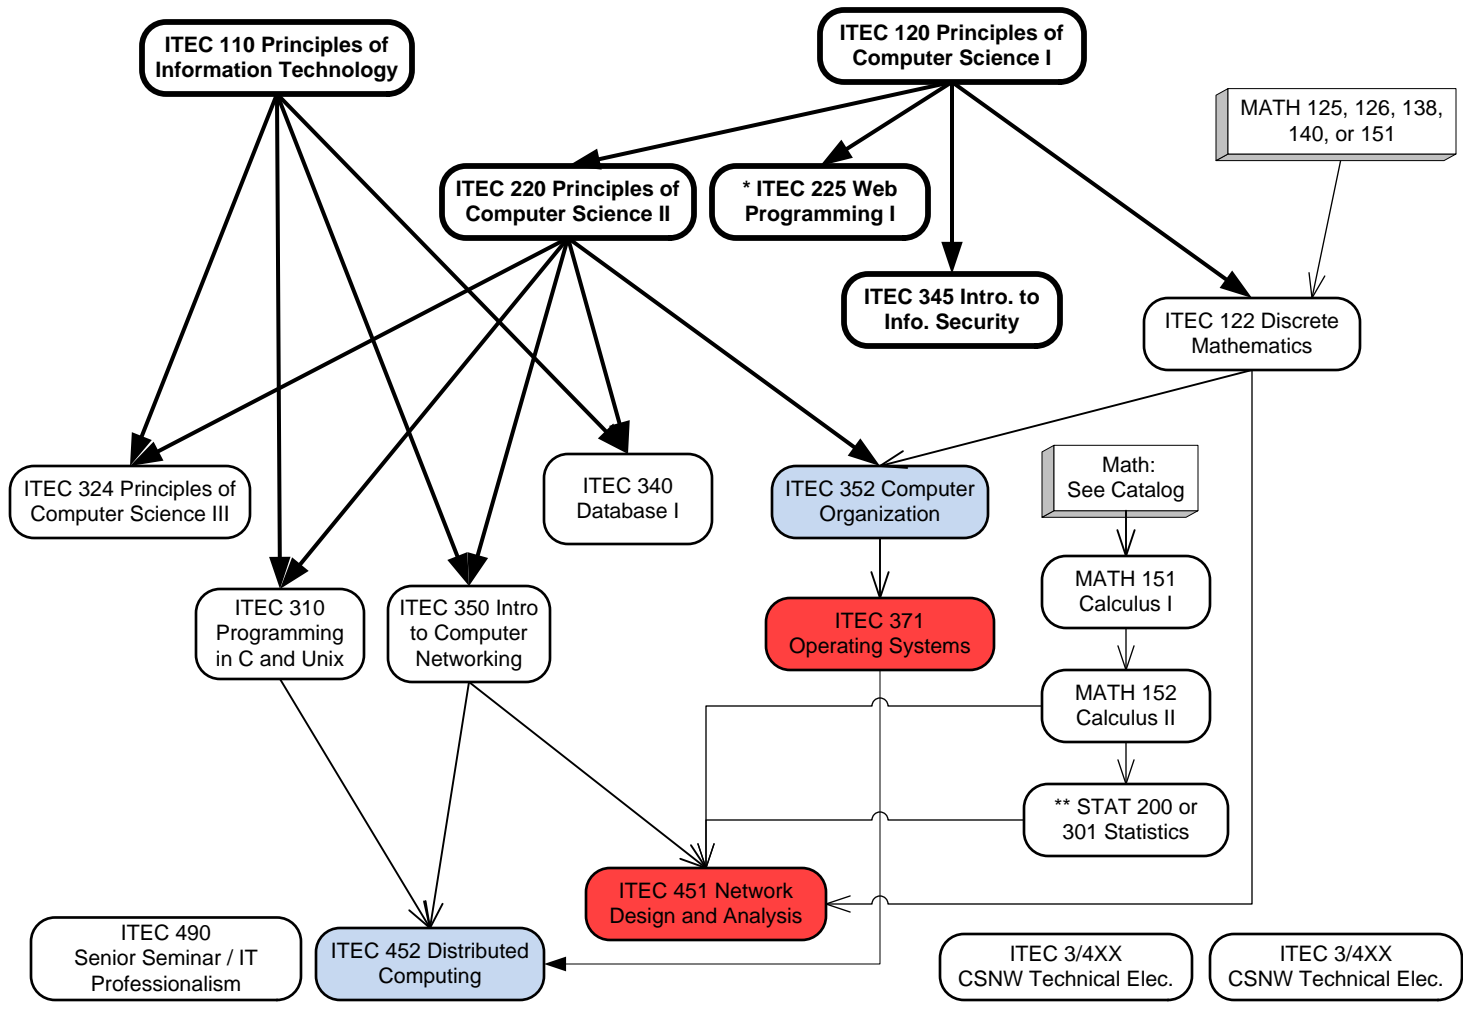 ITEC 110 Principles of
Information Technology
ITEC 120 Principles of
Computer Science I
MATH 125, 126, 138,
140, or 151
ITEC 220 Principles of
Computer Science II
* ITEC 225 Web
Programming I
ITEC 345 Intro. to
Info. Security
ITEC 122 Discrete
Mathematics
ITEC 324 Principles of
Computer Science III
ITEC 340
Database I
ITEC 352 Computer
Organization
Math:
See Catalog
ITEC 310
Programming
in C and Unix
ITEC 350 Intro
to Computer
Networking
ITEC 371
Operating Systems
MATH 151
Calculus I
MATH 152
Calculus II
** STAT 200 or
301 Statistics
ITEC 451 Network
Design and Analysis
ITEC 490
Senior Seminar / IT
Professionalism
ITEC 452 Distributed
Computing
ITEC 3/4XX
CSNW Technical Elec.
ITEC 3/4XX
CSNW Technical Elec.